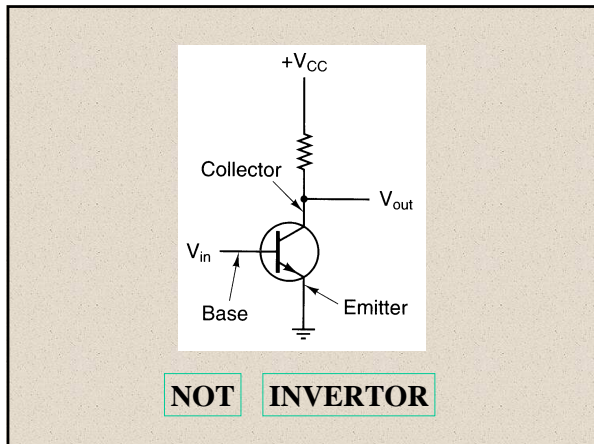 +VCC
Collector
Vout
Vin
Base
Emitter
NOT INVERTOR